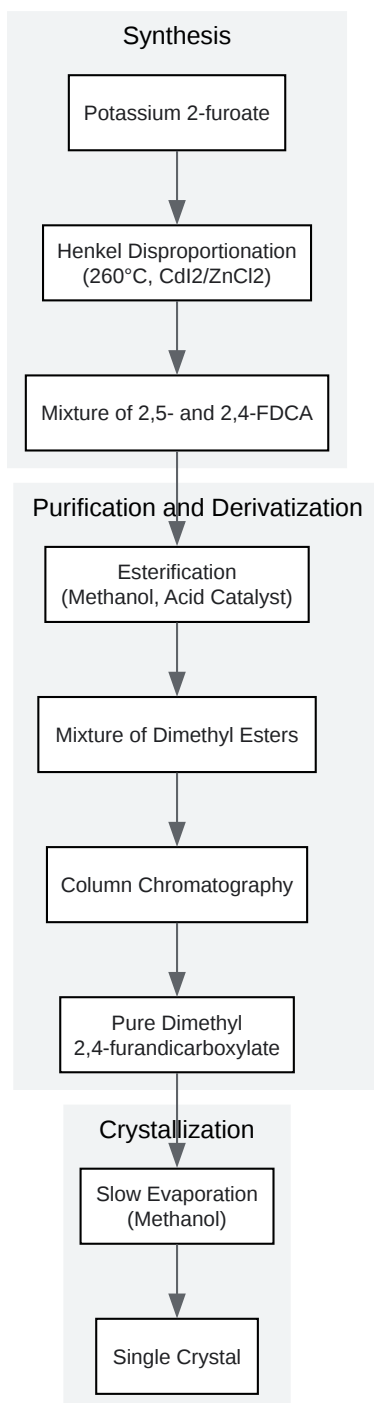 Synthesis
Potassium 2-furoate
Henkel Disproportionation
(260°C, CdI2/ZnCl2)
Mixture of 2,5- and 2,4-FDCA
Purification and Derivatization
Esterification
(Methanol, Acid Catalyst)
Mixture of Dimethyl Esters
Column Chromatography
Pure Dimethyl
2,4-furandicarboxylate
Crystallization
Slow Evaporation
(Methanol)
Single Crystal